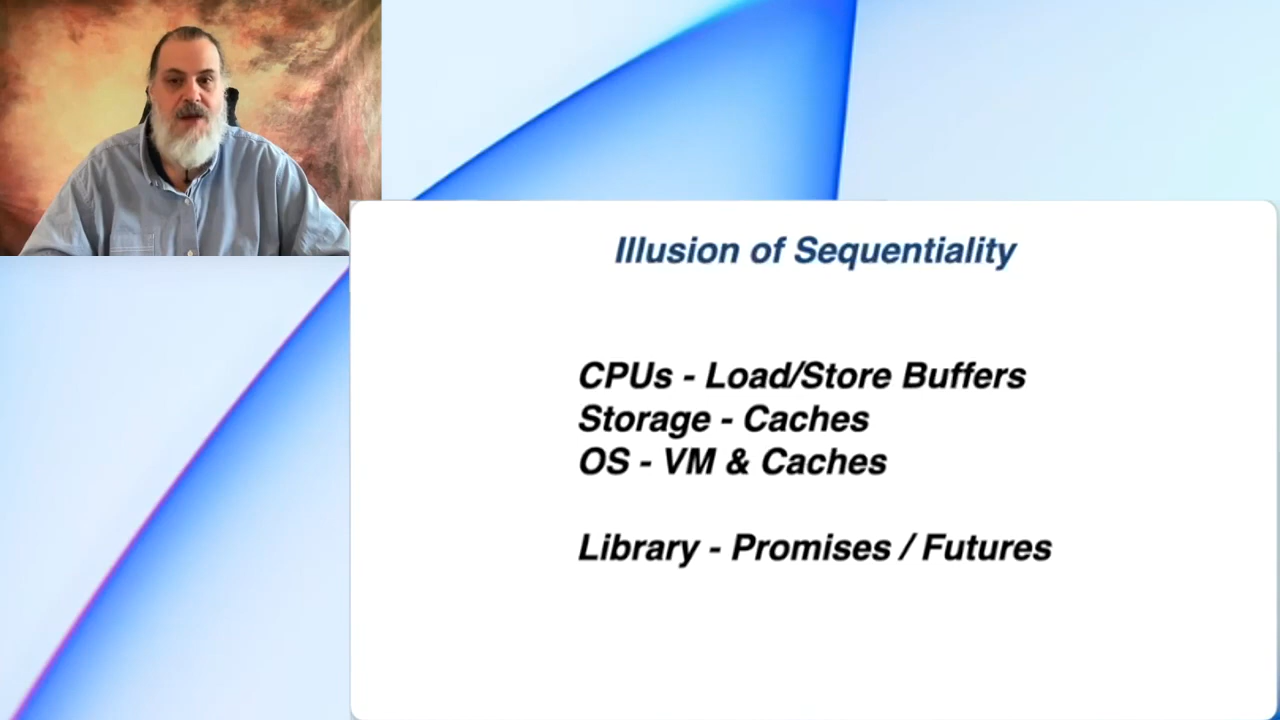 Illusion of Sequentiality
CPUs - Load/Store Buffers
Storage - Caches
OS - VM & Caches
Library - Promises / Futures